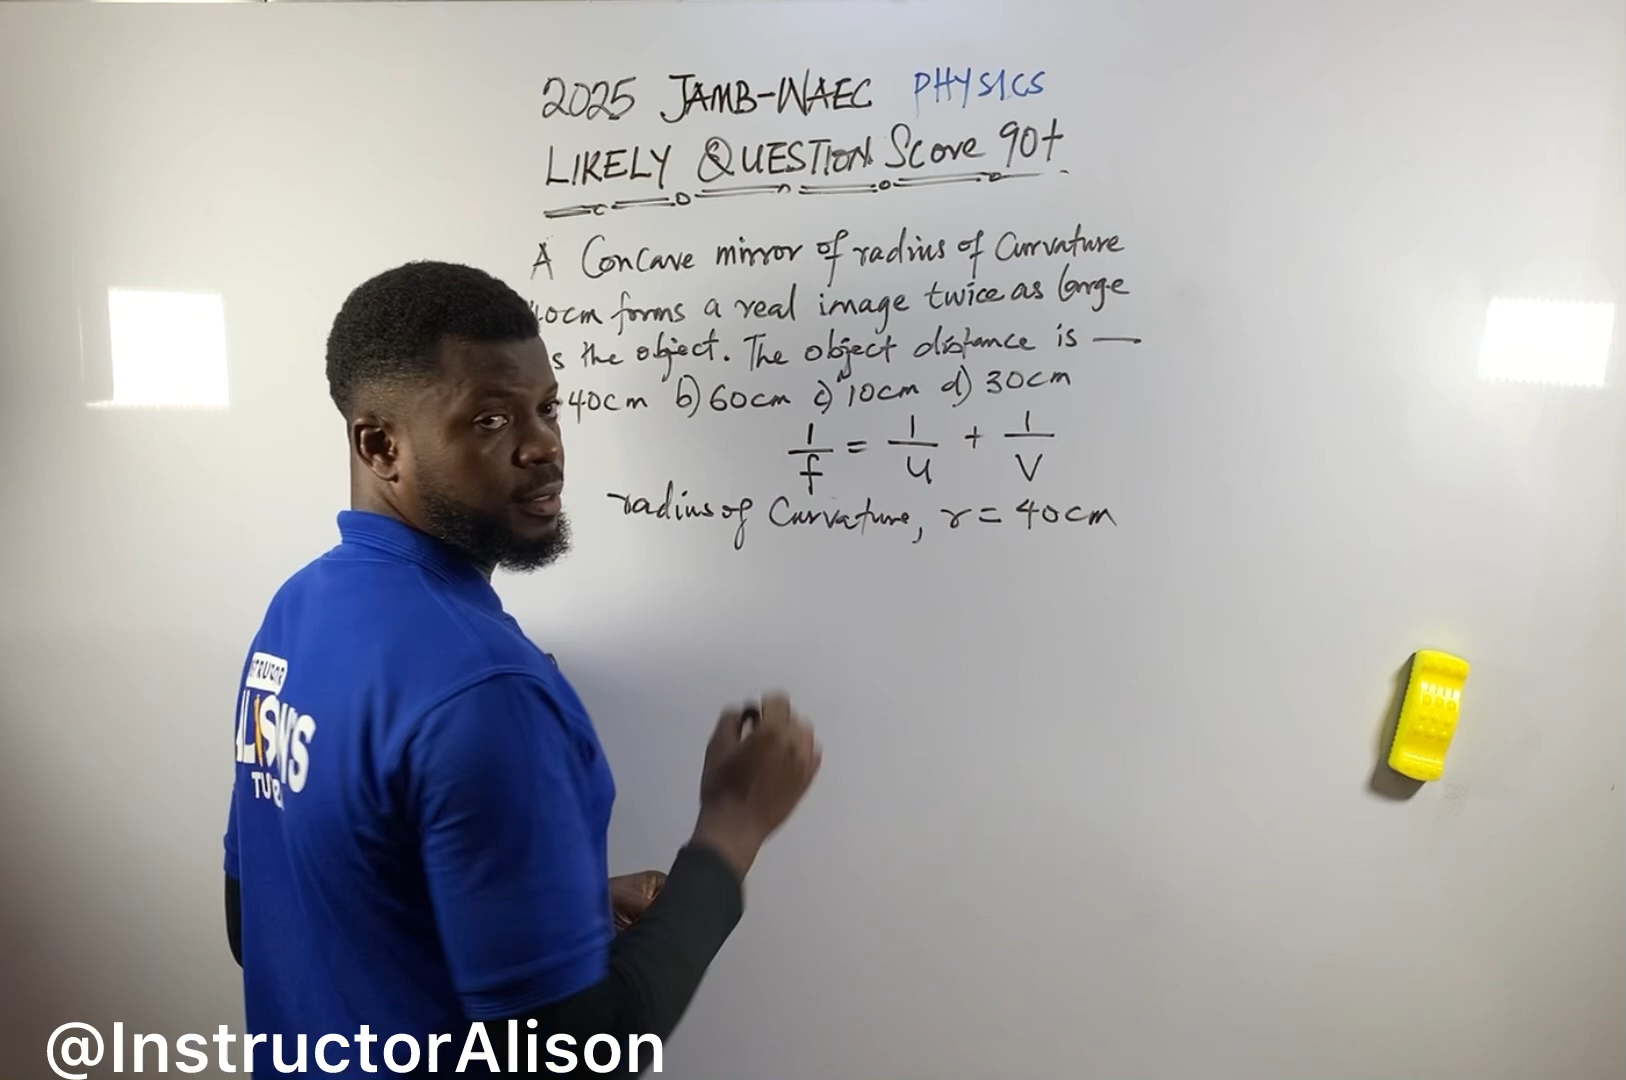 2025 JAMB-WAEC PHYSICS
LIKELY QUESTION Score 90+
A Concave mirror of radius of Curvature
40cm forms a real image twice as large
s the object. The object distance is —
40cm b) 60cm c) 10cm d) 30cm
1/f = 1/u + 1/v
radius of Curvature, r = 40cm
@InstructorAlison